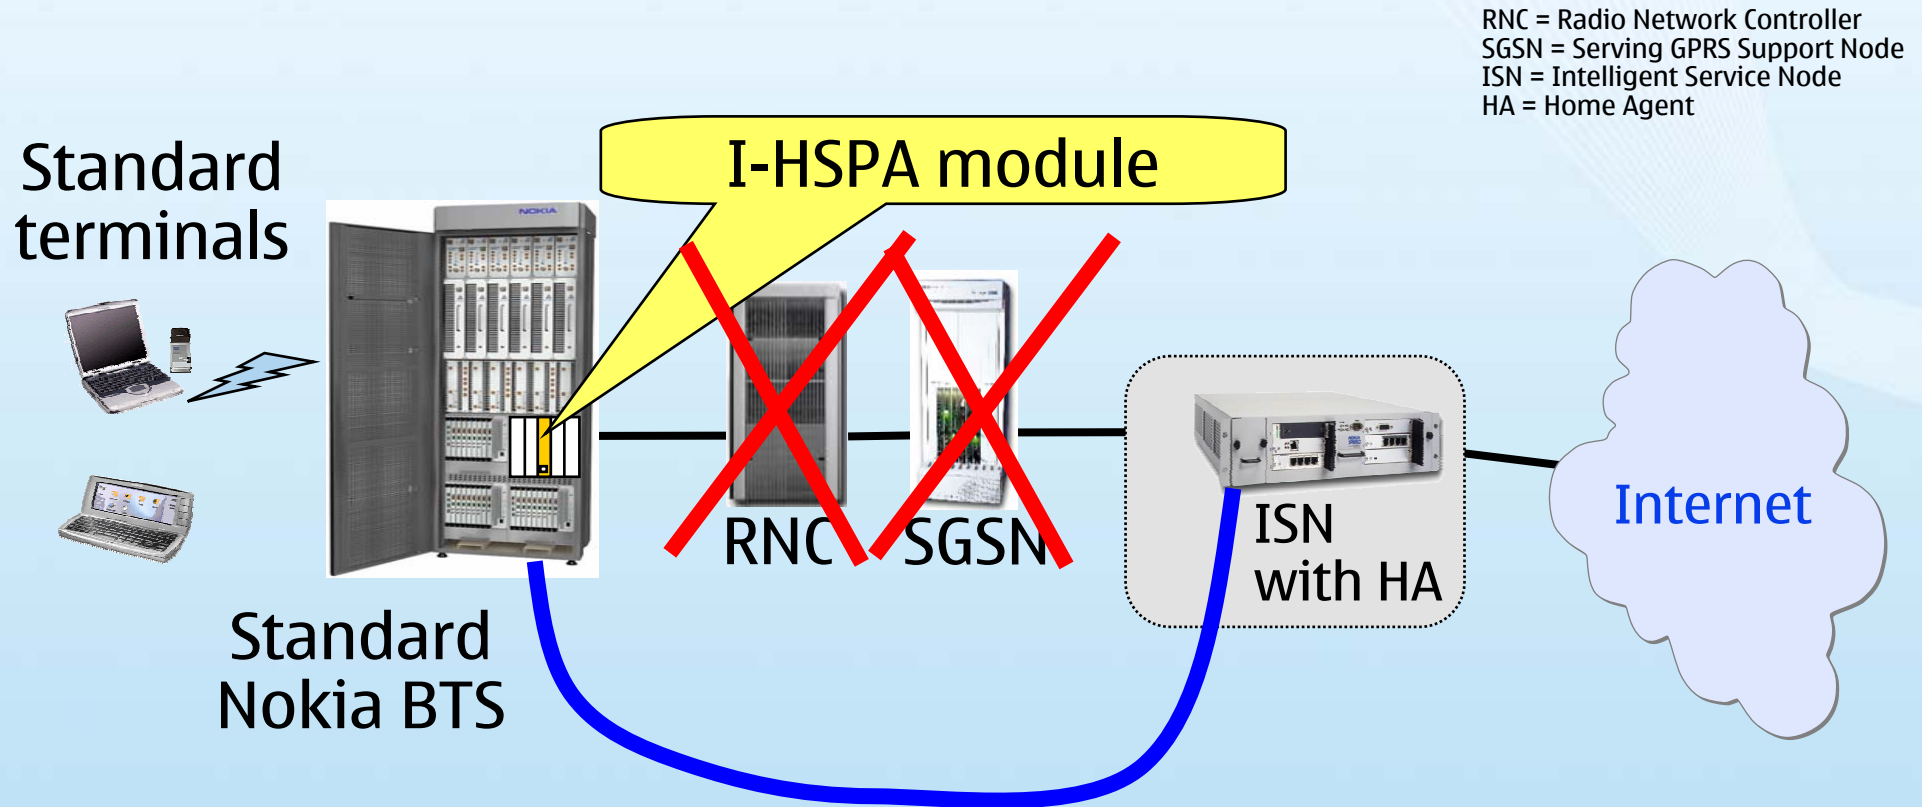 RNC = Radio Network Controller
SGSN = Serving GPRS Support Node
ISN = Intelligent Service Node
HA = Home Agent
I-HSPA module
Standard
terminals
NOKIA
RNC
SGSN
ISN
with HA
Internet
Standard
Nokia BTS